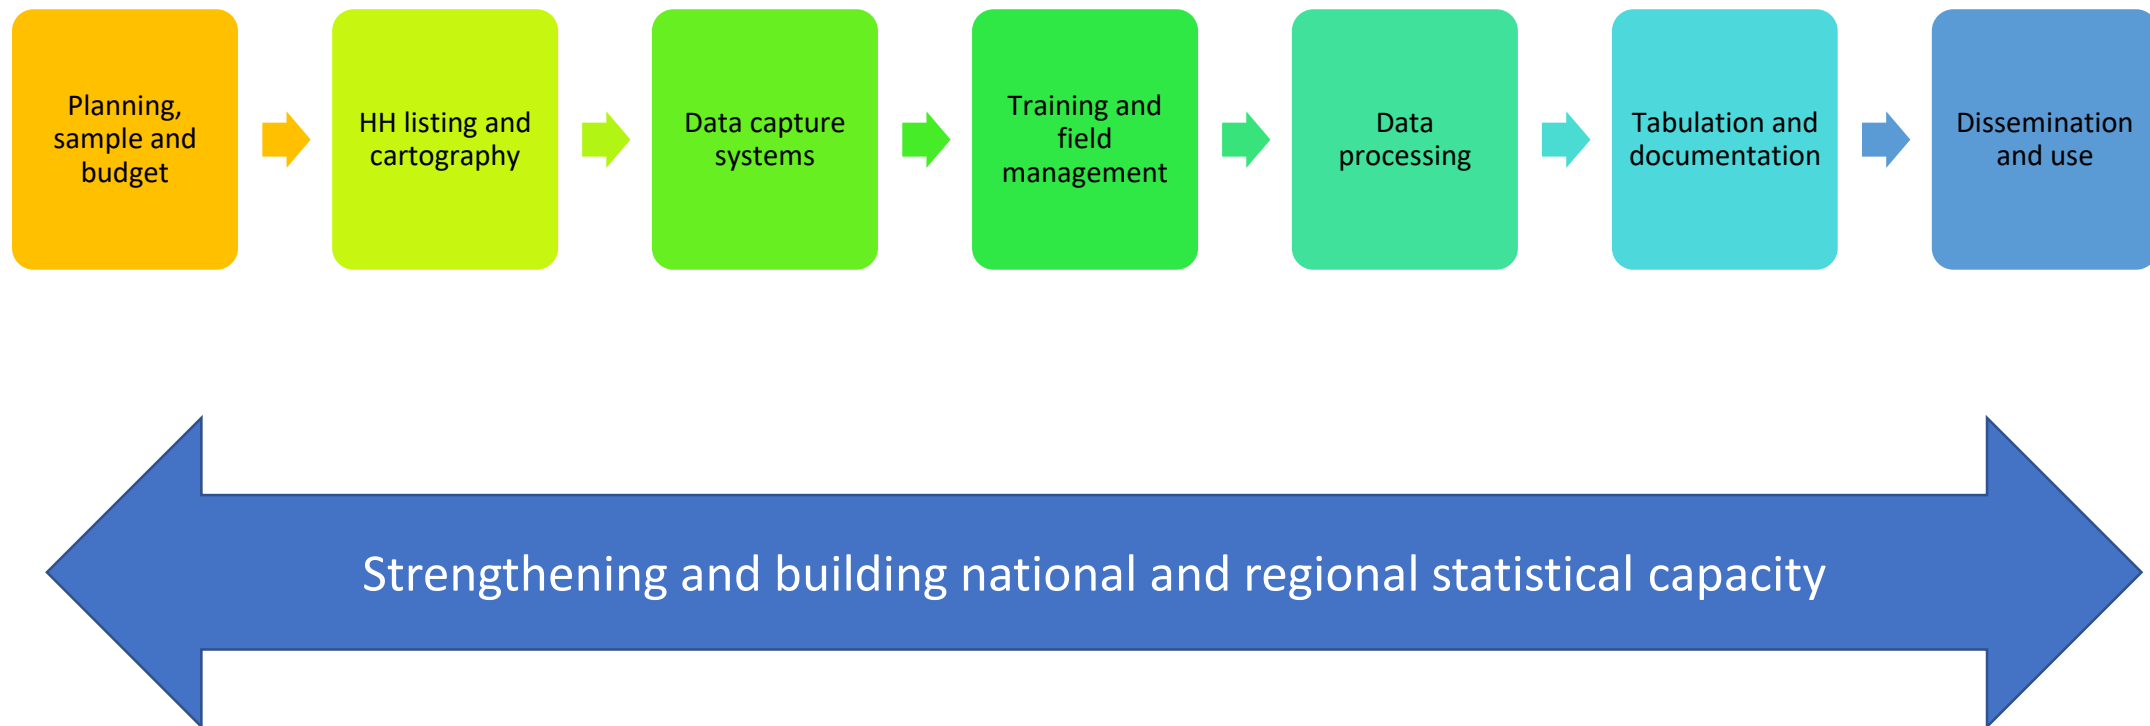 Planning,
sample and
budget
HH listing and
cartography
Data capture
systems
Training and
field
management
Data
processing
Tabulation and
documentation
Dissemination
and use
Strengthening and building national and regional statistical capacity